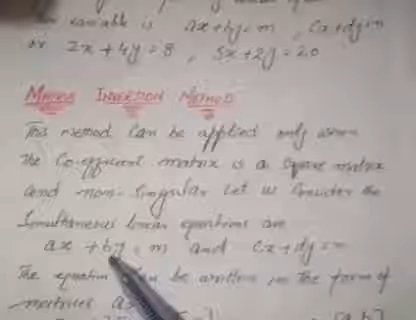 variable is ax+by=m, cx+dy=n
or 2x+4y=8, 5x+2y=20
MATRIX INVERSION METHOD
This method can be applied only when
the Co-efficient matrix is a square matrix
and non-singular let us consider the
Simultaneous linear equations are
ax+by=m and cx+dy=n
The equation can be written in the form of
matrices as